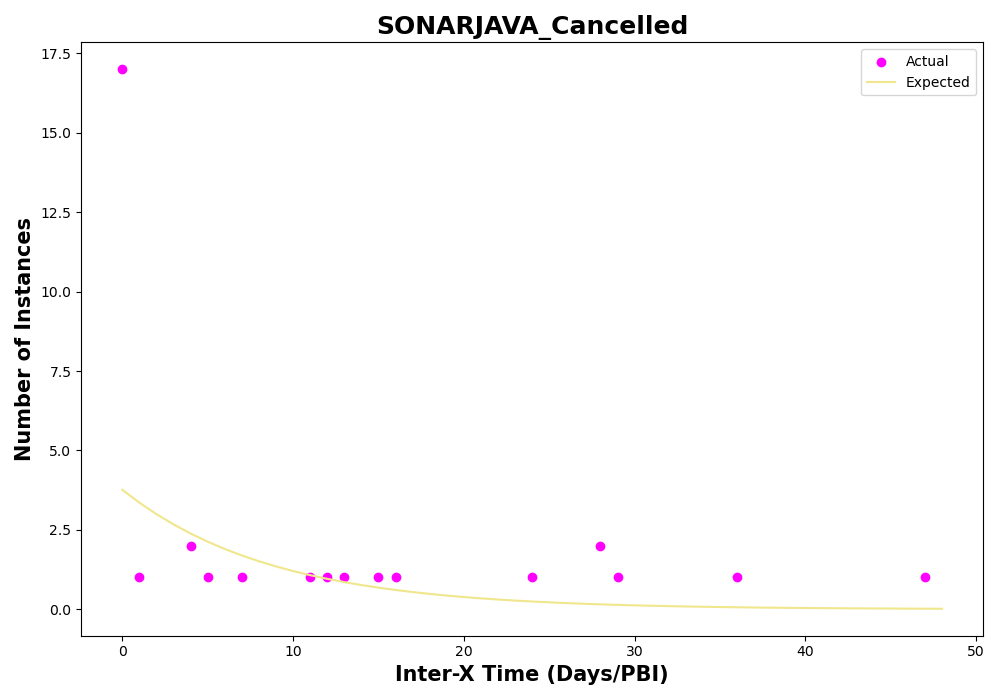 SONARJAVA_Cancelled
Actual
Expected
Number of Instances
17.5
15.0
12.5
10.0
7.5
5.0
2.5
0.0
0 10 20 30 40 50
Inter-X Time (Days/PBI)